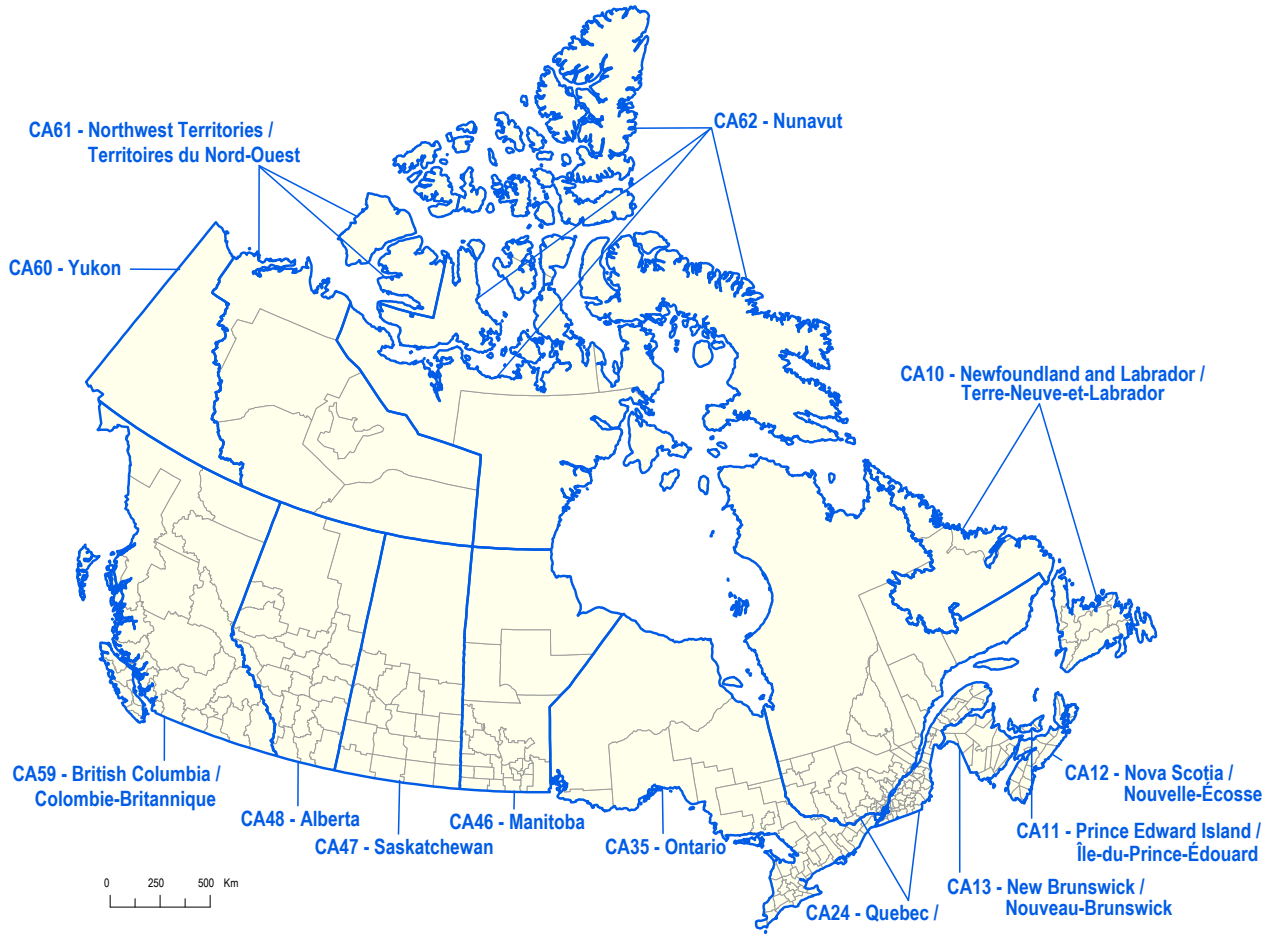 CA61 - Northwest Territories /
Territoires du Nord-Ouest
CA62 - Nunavut
CA60 - Yukon
CA10 - Newfoundland and Labrador /
Terre-Neuve-et-Labrador
CA59 - British Columbia /
Colombie-Britannique
CA48 - Alberta
CA47 - Saskatchewan
CA46 - Manitoba
CA35 - Ontario
CA12 - Nova Scotia /
Nouvelle-Écosse
CA11 - Prince Edward Island /
Île-du-Prince-Édouard
CA13 - New Brunswick /
Nouveau-Brunswick
CA24 - Quebec /
0 250 500 Km